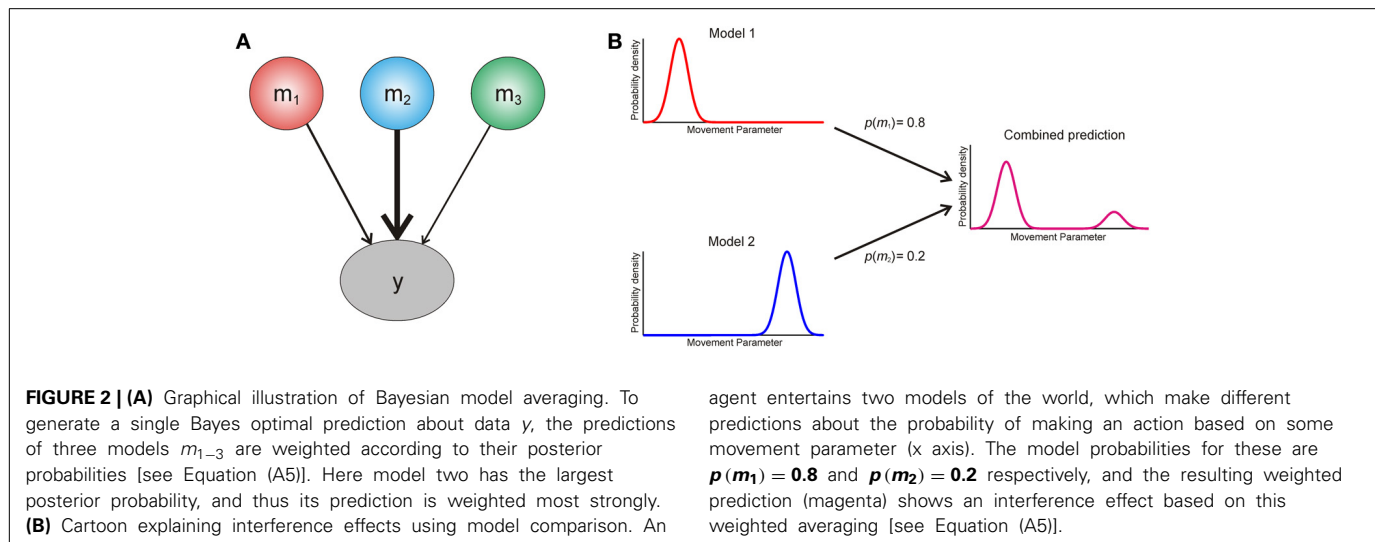 A
m₁
m₂
m₃
y
B
Model 1
Probability density
Movement Parameter
p(m₁)= 0.8
Model 2
Probability density
Movement Parameter
p(m₂)= 0.2
Combined prediction
Probability density
Movement Parameter
FIGURE 2 | (A) Graphical illustration of Bayesian model averaging. To
generate a single Bayes optimal prediction about data y, the predictions
of three models m₁₋₃ are weighted according to their posterior
probabilities [see Equation (A5)]. Here model two has the largest
posterior probability, and thus its prediction is weighted most strongly.
(B) Cartoon explaining interference effects using model comparison. An
agent entertains two models of the world, which make different
predictions about the probability of making an action based on some
movement parameter (x axis). The model probabilities for these are
p(m₁) = 0.8 and p(m₂) = 0.2 respectively, and the resulting weighted
prediction (magenta) shows an interference effect based on this
weighted averaging [see Equation (A5)].